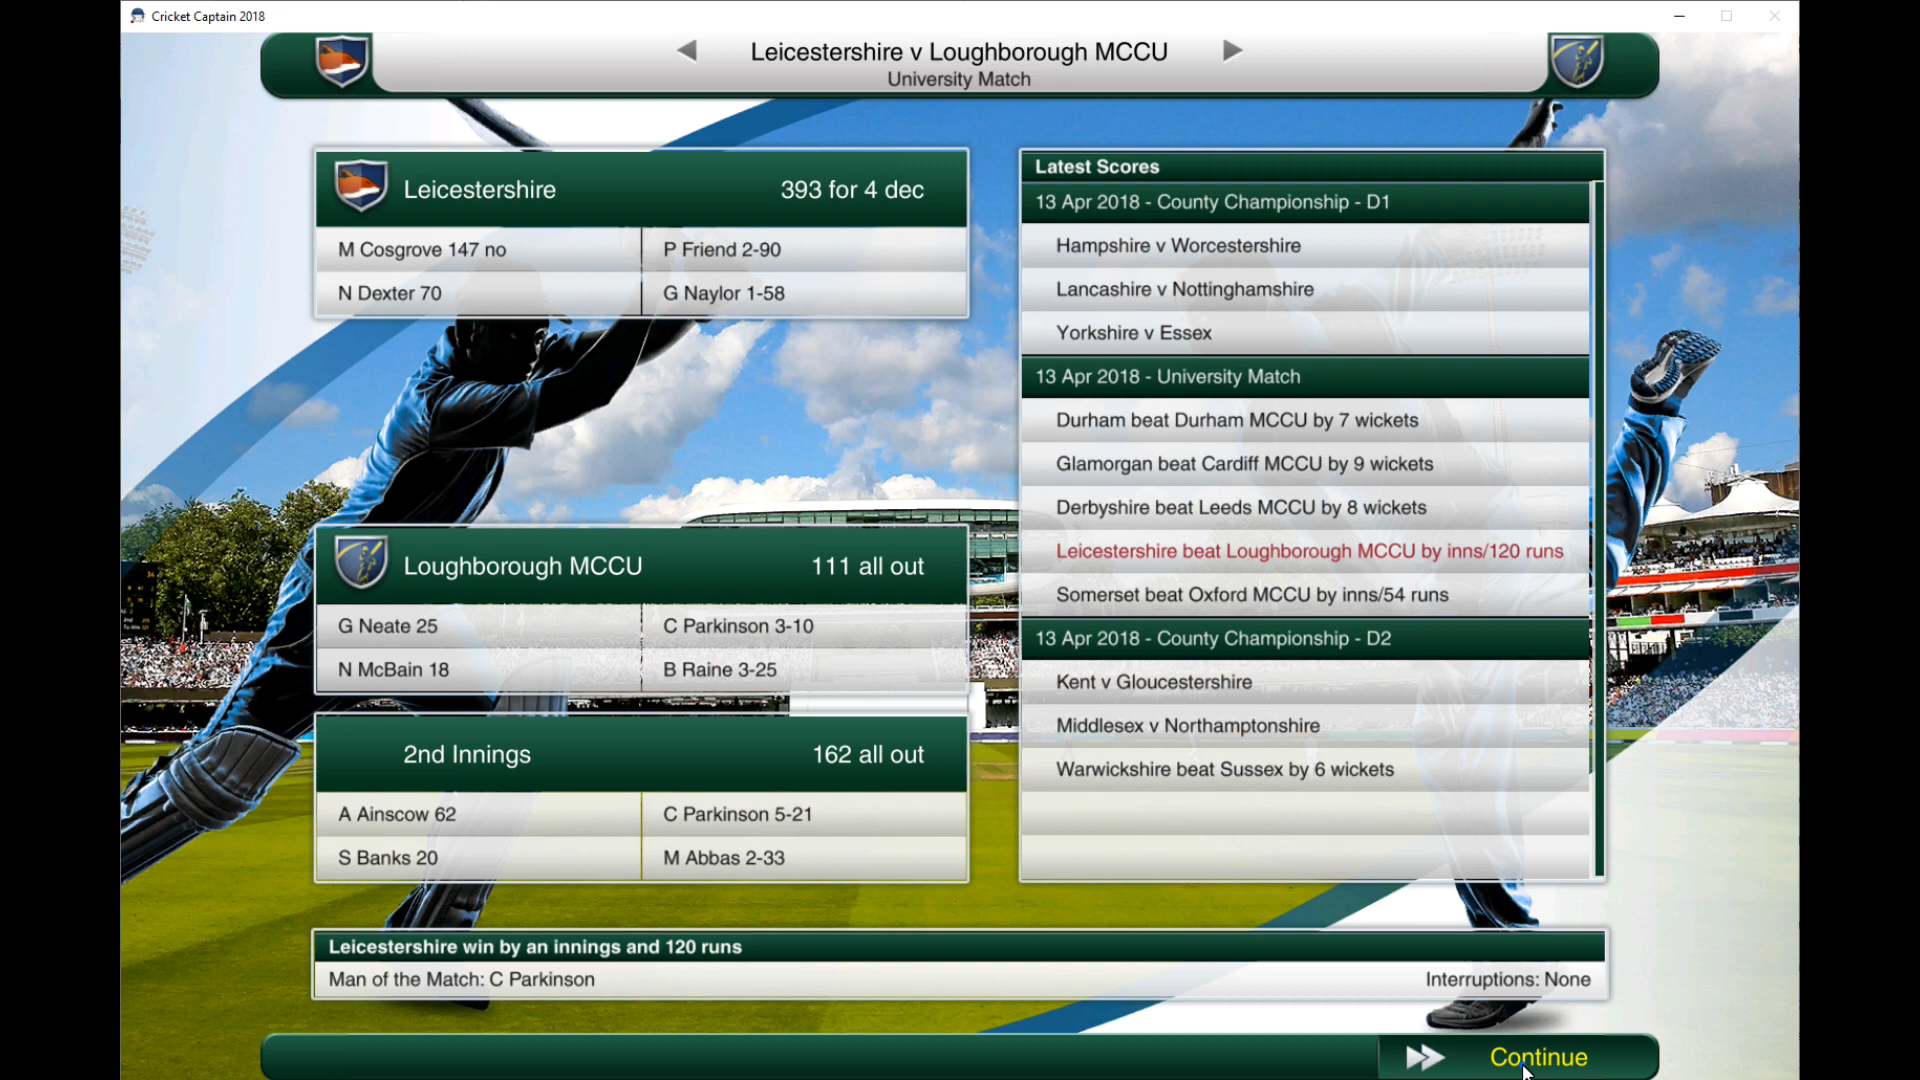 Cricket Captain 2018
Leicestershire v Loughborough MCCU
University Match
Leicestershire 393 for 4 dec
M Cosgrove 147 no P Friend 2-90
N Dexter 70 G Naylor 1-58
Loughborough MCCU 111 all out
G Neate 25 C Parkinson 3-10
N McBain 18 B Raine 3-25
2nd Innings 162 all out
A Ainscow 62 C Parkinson 5-21
S Banks 20 M Abbas 2-33
Latest Scores
13 Apr 2018 - County Championship - D1
Hampshire v Worcestershire
Lancashire v Nottinghamshire
Yorkshire v Essex
13 Apr 2018 - University Match
Durham beat Durham MCCU by 7 wickets
Glamorgan beat Cardiff MCCU by 9 wickets
Derbyshire beat Leeds MCCU by 8 wickets
Leicestershire beat Loughborough MCCU by inns/120 runs
Somerset beat Oxford MCCU by inns/54 runs
13 Apr 2018 - County Championship - D2
Kent v Gloucestershire
Middlesex v Northamptonshire
Warwickshire beat Sussex by 6 wickets
Leicestershire win by an innings and 120 runs
Man of the Match: C Parkinson Interruptions: None
Continue